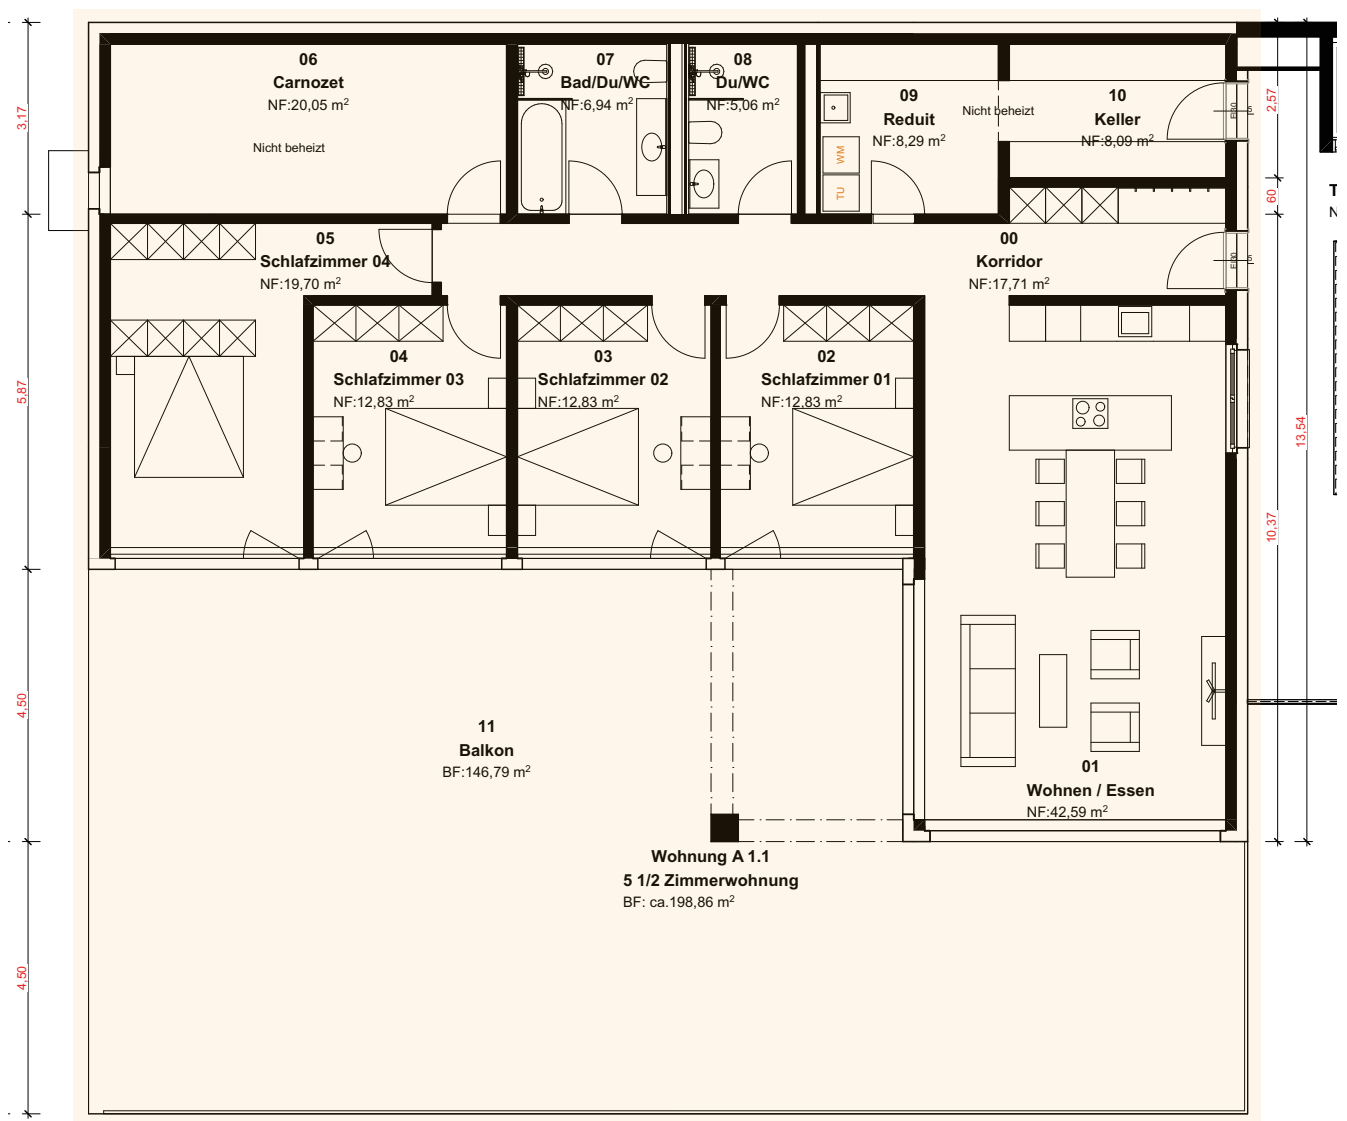 06
Carnozet
NF:20,05 m²
Nicht beheizt
07
Bad/Du/WC
NF:6,94 m²
08
Du/WC
NF:5,06 m²
09
Reduit
NF:8,29 m²
Nicht beheizt
10
Keller
NF:8,09 m²
WM
TU
EI30
5
05
Schlafzimmer 04
NF:19,70 m²
00
Korridor
NF:17,71 m²
EI30
5
04
Schlafzimmer 03
NF:12,83 m²
03
Schlafzimmer 02
NF:12,83 m²
02
Schlafzimmer 01
NF:12,83 m²
11
Balkon
BF:146,79 m²
01
Wohnen / Essen
NF:42,59 m²
Wohnung A 1.1
5 1/2 Zimmerwohnung
BF: ca.198,86 m²
3,17
5,87
4,50
4,50
2,57
60
10,37
13,54